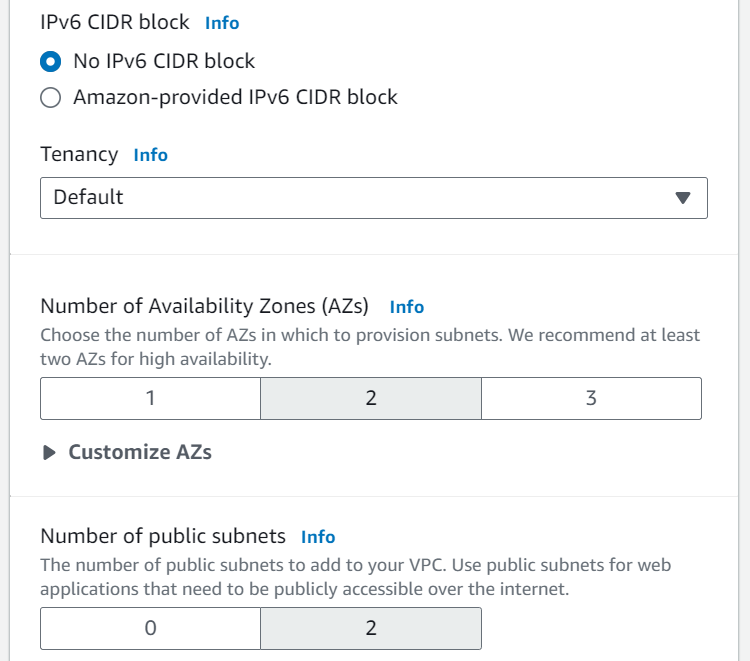 IPv6 CIDR block Info
No IPv6 CIDR block
Amazon-provided IPv6 CIDR block
Tenancy Info
Default
Number of Availability Zones (AZs) Info
Choose the number of AZs in which to provision subnets. We recommend at least
two AZs for high availability.
1 2 3
Customize AZs
Number of public subnets Info
The number of public subnets to add to your VPC. Use public subnets for web
applications that need to be publicly accessible over the internet.
0 2